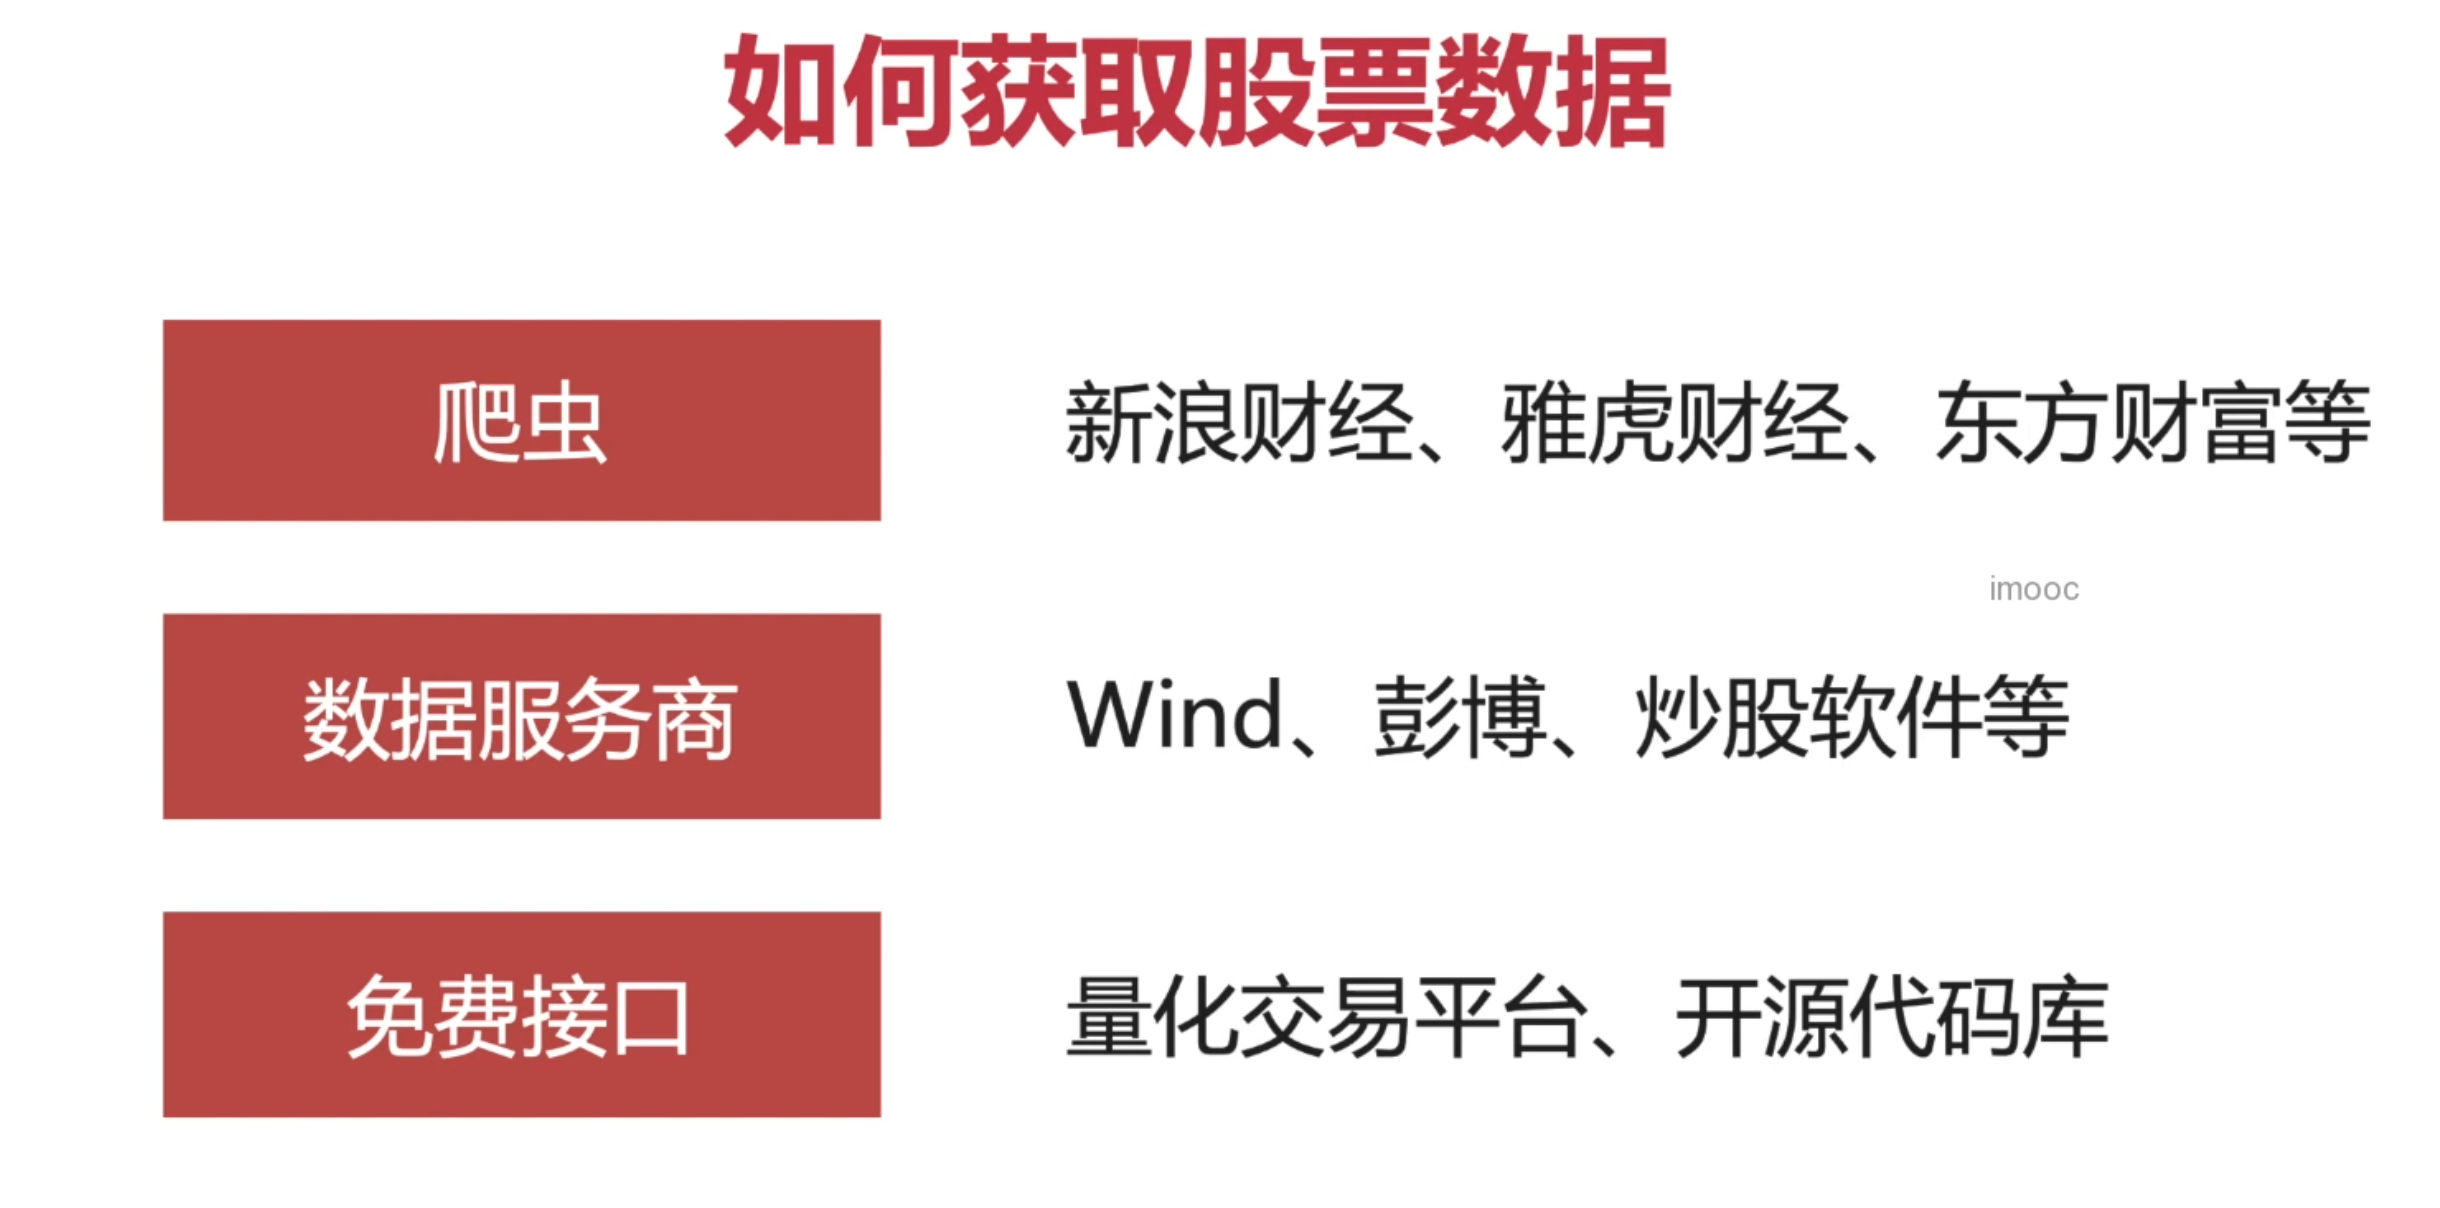 如何获取股票数据
爬虫
新浪财经、雅虎财经、东方财富等
imooc
数据服务商
Wind、彭博、炒股软件等
免费接口
量化交易平台、开源代码库